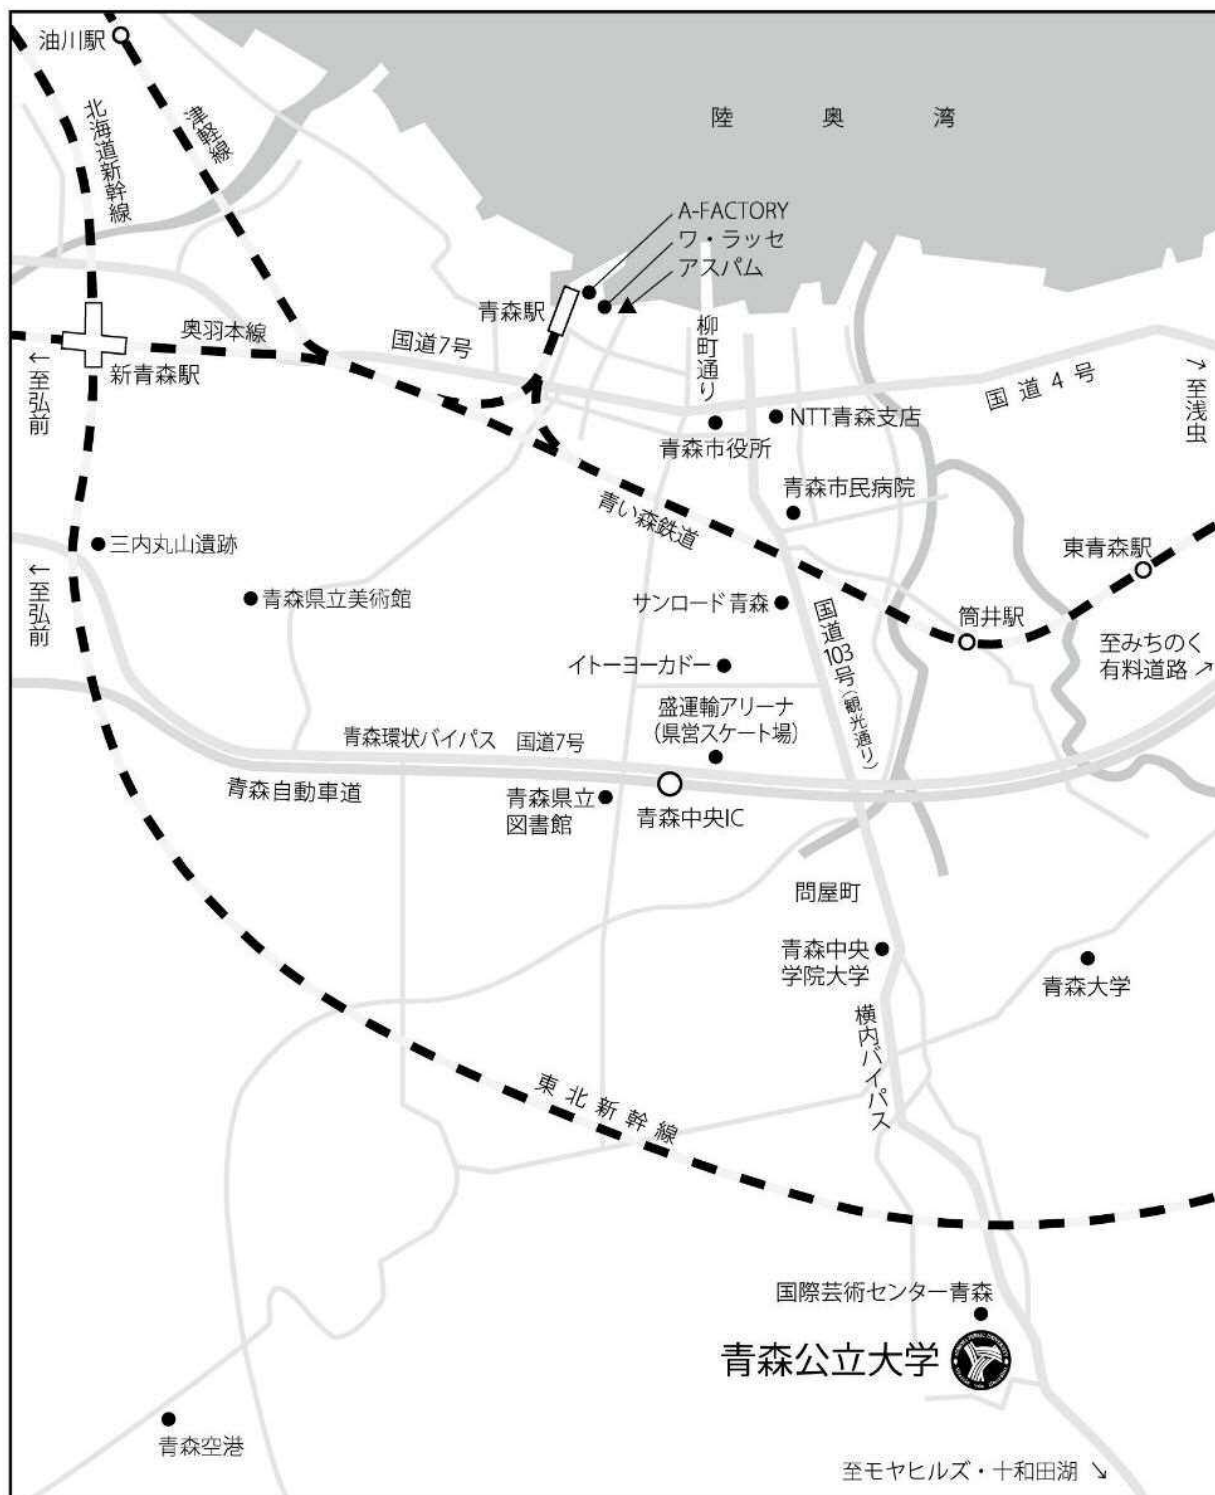 油川駅
北海道新幹線
津軽線
陸奥湾
A-FACTORY
ワ・ラッセ
アスパム
青森駅
奥羽本線
国道7号
柳町通り
新青森駅
←至弘前
国道4号
→至浅虫
NTT青森支店
青森市役所
青森市民病院
青い森鉄道
三内丸山遺跡
東青森駅
←至弘前
青森県立美術館
サンロード青森
国道103号(観光通り)
筒井駅
至みちのく
有料道路↗
イトーヨーカドー
盛運輸アリーナ
(県営スケート場)
青森環状バイパス 国道7号
青森自動車道
青森県立
図書館
青森中央IC
問屋町
青森中央
学院大学
青森大学
横内バイパス
東北新幹線
国際芸術センター青森
青森公立大学
青森空港
至モヤヒルズ・十和田湖↘